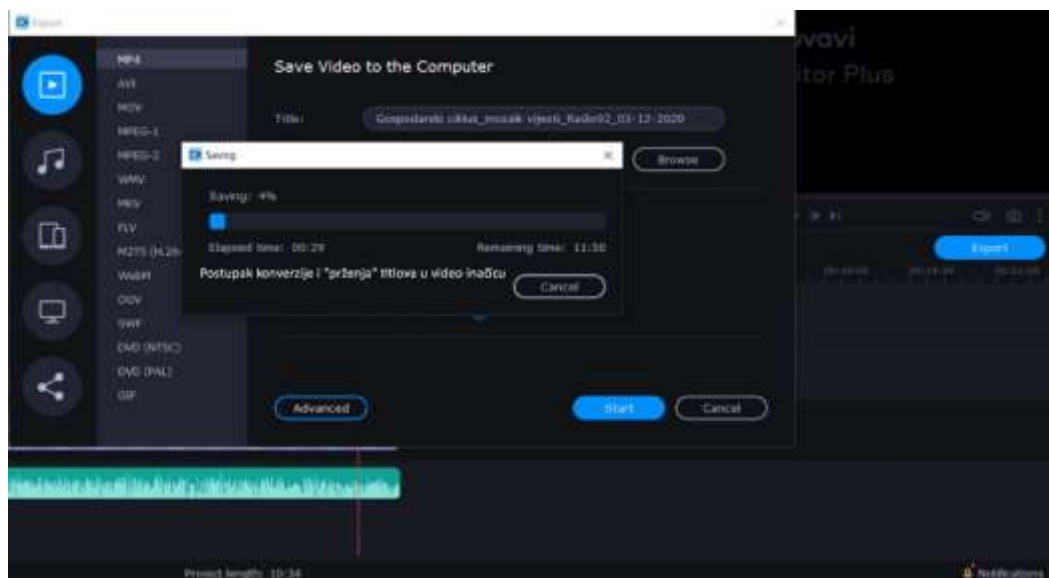 Export
MP4
AVI
MOV
MPEG-1
MPEG-2
WMV
MKV
FLV
M2TS (H.26
WebM
OGV
SWF
DVD (NTSC)
DVD (PAL)
GIF
Save Video to the Computer
Title:
Gospodarski ciklus_mozaik vijesti_Radio92_03-12-2020
Browse
Saving
Saving: 4%
Elapsed time: 00:29
Remaining time: 11:50
Postupak konverzije i "prženja" titlova u video inačicu
Cancel
Advanced
Start
Cancel
vavi
itor Plus
Export
Project length: 10:34
Notifications